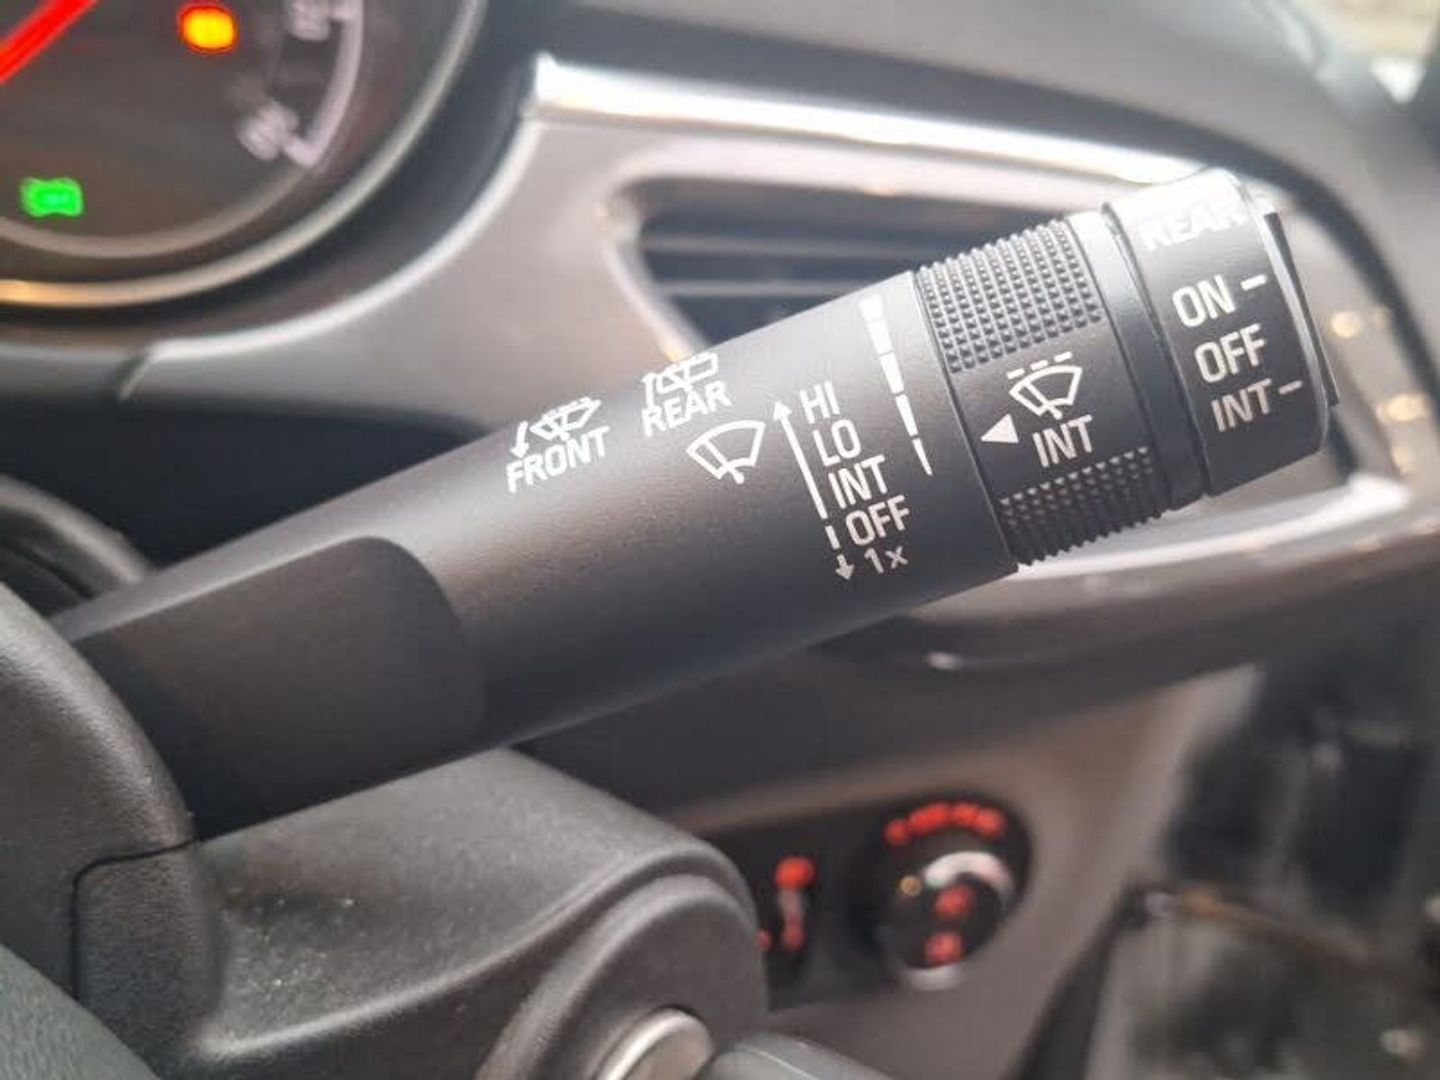 FRONT
REAR
HI
LO
INT
OFF
1x
INT
REAR
ON
OFF
INT